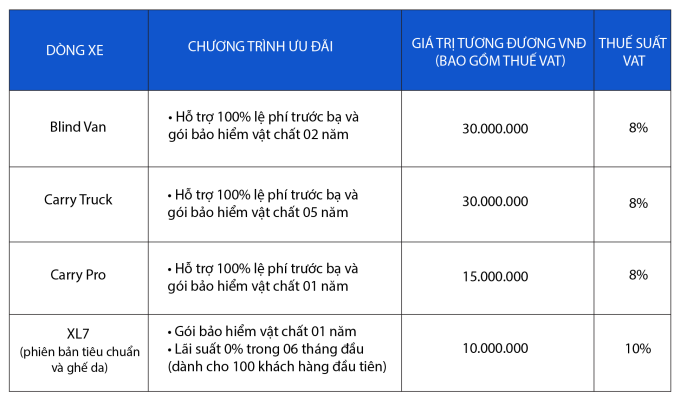 DÒNG XE
CHƯƠNG TRÌNH ƯU ĐÃI
GIÁ TRỊ TƯƠNG ĐƯƠNG VNĐ
(BAO GỒM THUẾ VAT)
THUẾ SUẤT
VAT
Blind Van
• Hỗ trợ 100% lệ phí trước bạ và
gói bảo hiểm vật chất 02 năm
30.000.000
8%
Carry Truck
• Hỗ trợ 100% lệ phí trước bạ và
gói bảo hiểm vật chất 05 năm
30.000.000
8%
Carry Pro
• Hỗ trợ 100% lệ phí trước bạ và
gói bảo hiểm vật chất 01 năm
15.000.000
8%
XL7
(phiên bản tiêu chuẩn
và ghế da)
• Gói bảo hiểm vật chất 01 năm
• Lãi suất 0% trong 06 tháng đầu
(dành cho 100 khách hàng đầu tiên)
10.000.000
10%